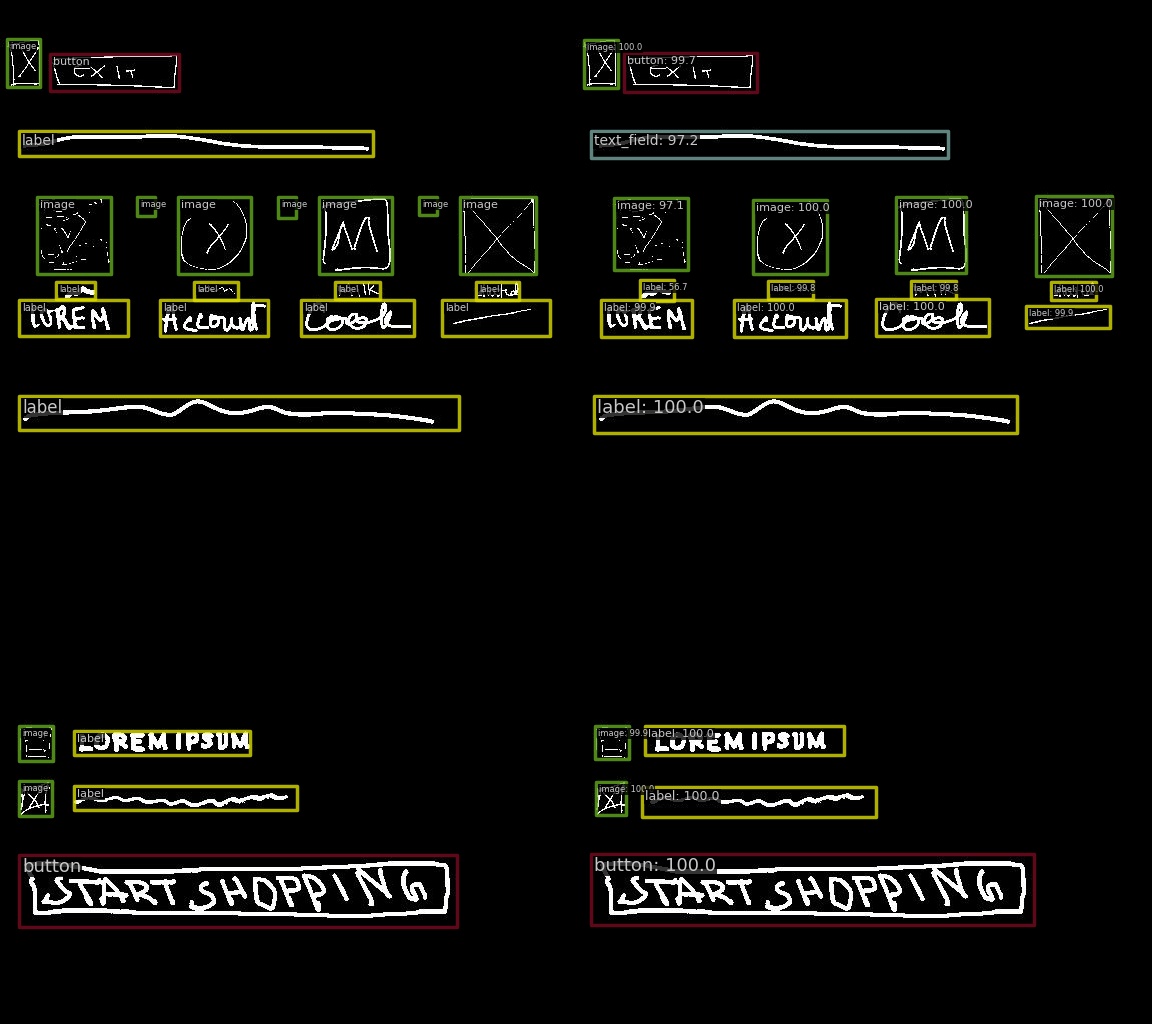 image image: 100.0
button button: 99.7
EXIT EXIT
label text_field: 97.2
image image image image image image image image: 97.1 image: 100.0 image: 100.0 image: 100.0
M M
label label label label label: 56.7 label: 99.8 label: 99.8 label: 100.0
label label label label label: 99.9 label: 100.0 label: 100.0 label: 99.9
LOREM Account LOREM Account
label label: 100.0
image label image: 99.9 label: 100.0
LOREM IPSUM LOREM IPSUM
image label image: 100.0 label: 100.0
button button: 100.0
START SHOPPING START SHOPPING